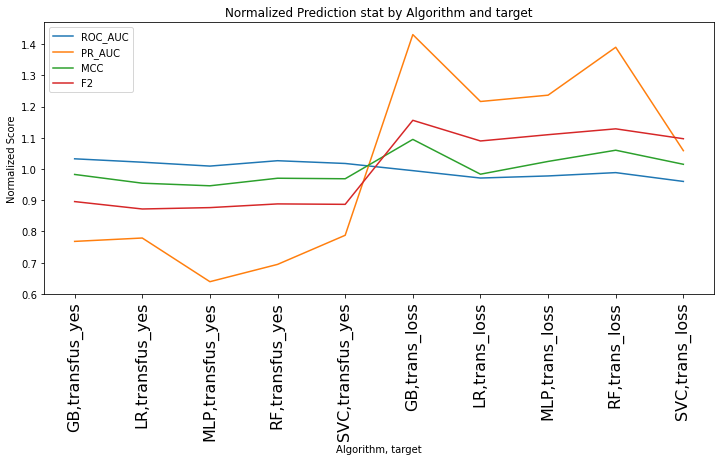 Normalized Prediction stat by Algorithm and target
ROC_AUC
PR_AUC
MCC
F2
Normalized Score
1.4
1.3
1.2
1.1
1.0
0.9
0.8
0.7
0.6
GB,transfus_yes
LR,transfus_yes
MLP,transfus_yes
RF,transfus_yes
SVC,transfus_yes
GB,trans_loss
LR,trans_loss
MLP,trans_loss
RF,trans_loss
SVC,trans_loss
Algorithm, target